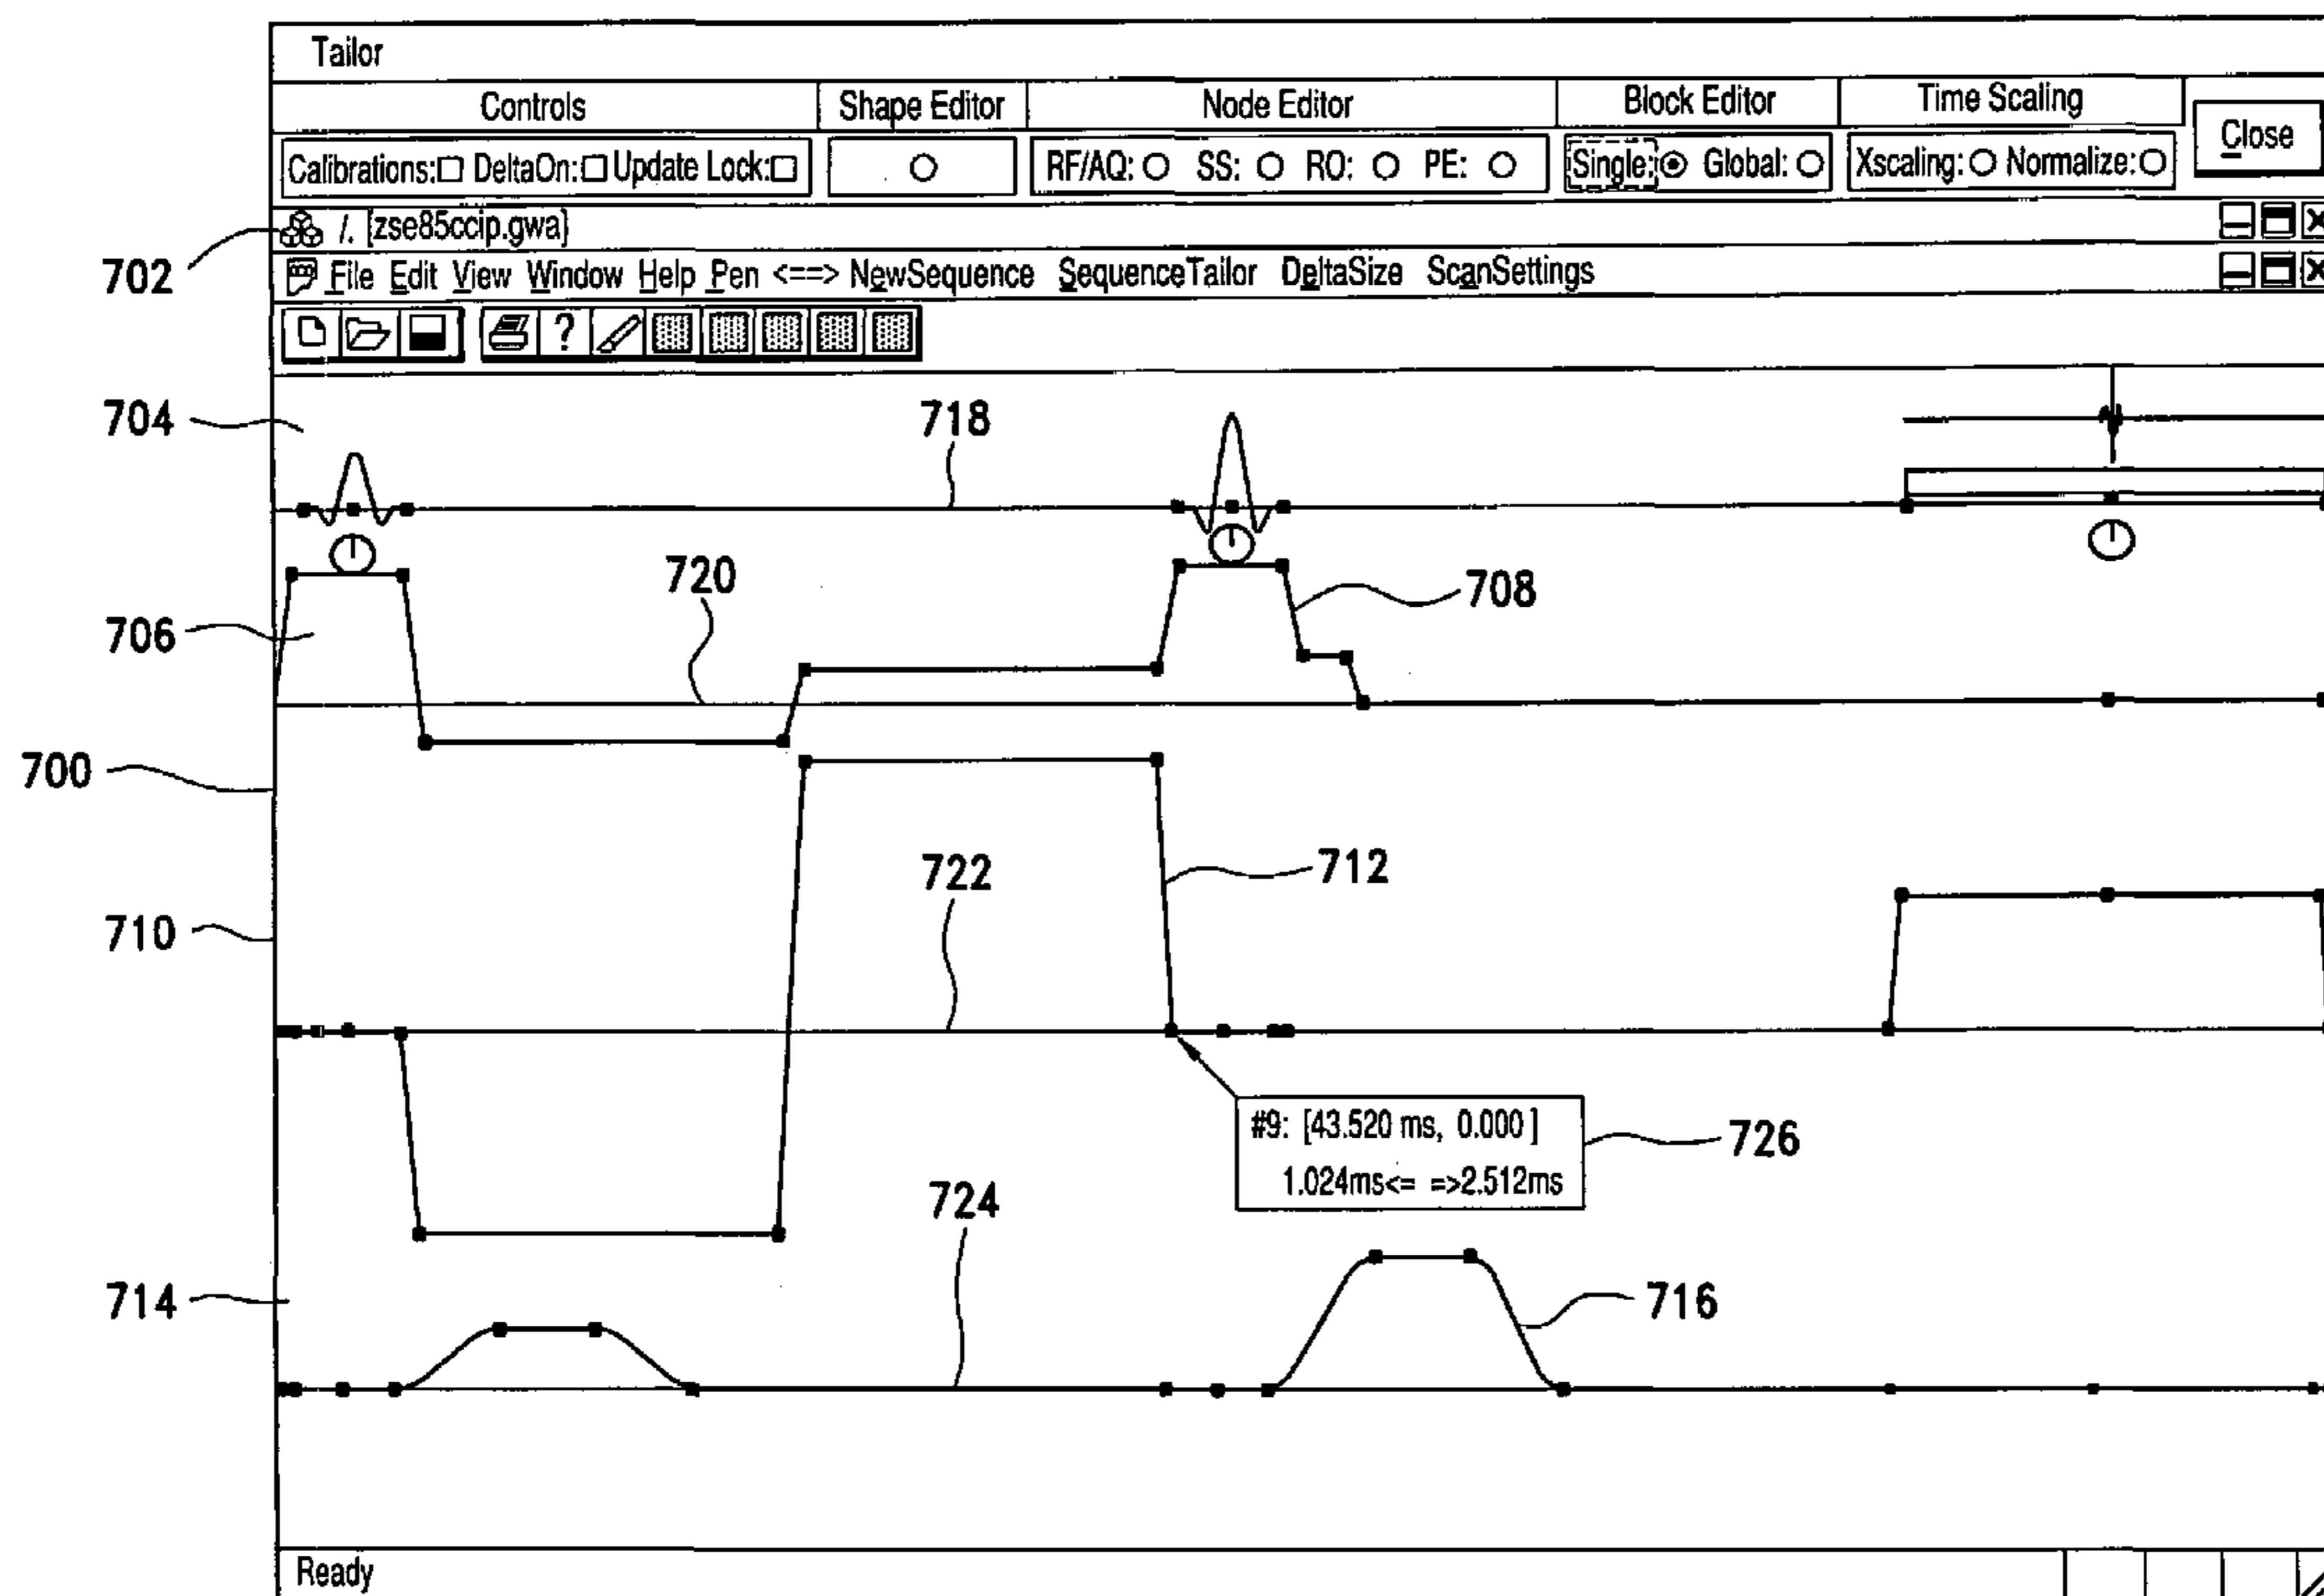 Tailor
Controls Shape Editor Node Editor Block Editor Time Scaling
Close
Calibrations: DeltaOn: Update Lock: RF/AQ: SS: RO: PE: Single: Global: Xscaling: Normalize:
/. [zse85ccip.gwa]
702
File Edit View Window Help Pen <==> NewSequence SequenceTailor DeltaSize ScanSettings
?
704
718
720
708
706
700
722
712
710
#9: [43.520 ms, 0.000 ]
1.024ms<= =>2.512ms
726
724
714
716
Ready